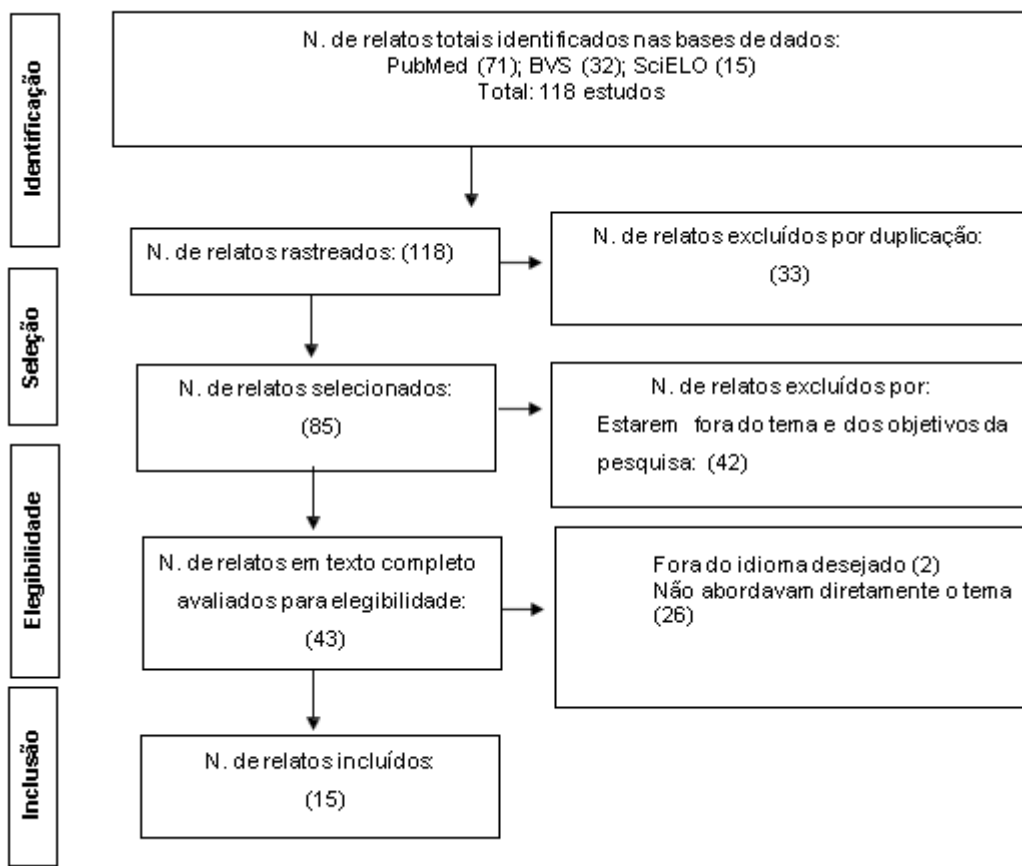 Identificação
N. de relatos totais identificados nas bases de dados:
PubMed (71); BVS (32); SciELO (15)
Total: 118 estudos
N. de relatos rastreados: (118)
N. de relatos excluídos por duplicação:
(33)
Seleção
N. de relatos selecionados:
(85)
N. de relatos excluídos por:
Estarem fora do tema e dos objetivos da
pesquisa: (42)
Elegibilidade
N. de relatos em texto completo
avaliados para elegibilidade:
(43)
Fora do idioma desejado (2)
Não abordavam diretamente o tema
(26)
Inclusão
N. de relatos incluídos:
(15)